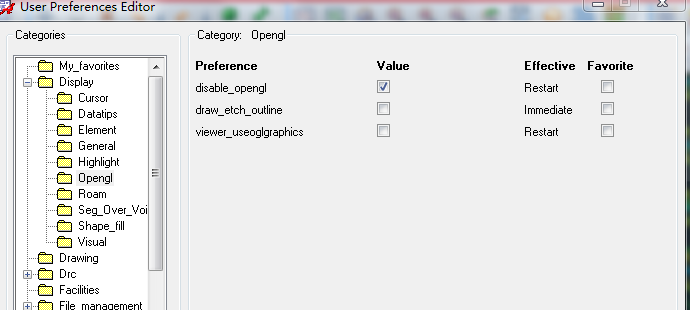 User Preferences Editor
Categories
Category: Opengl
My_favorites
Display
Cursor
Datatips
Element
General
Highlight
Opengl
Roam
Seg_Over_Voi
Shape_fill
Visual
Drawing
Drc
Facilities
File_management
Preference Value Effective Favorite
disable_opengl Restart
draw_etch_outline Immediate
viewer_useoglgraphics Restart